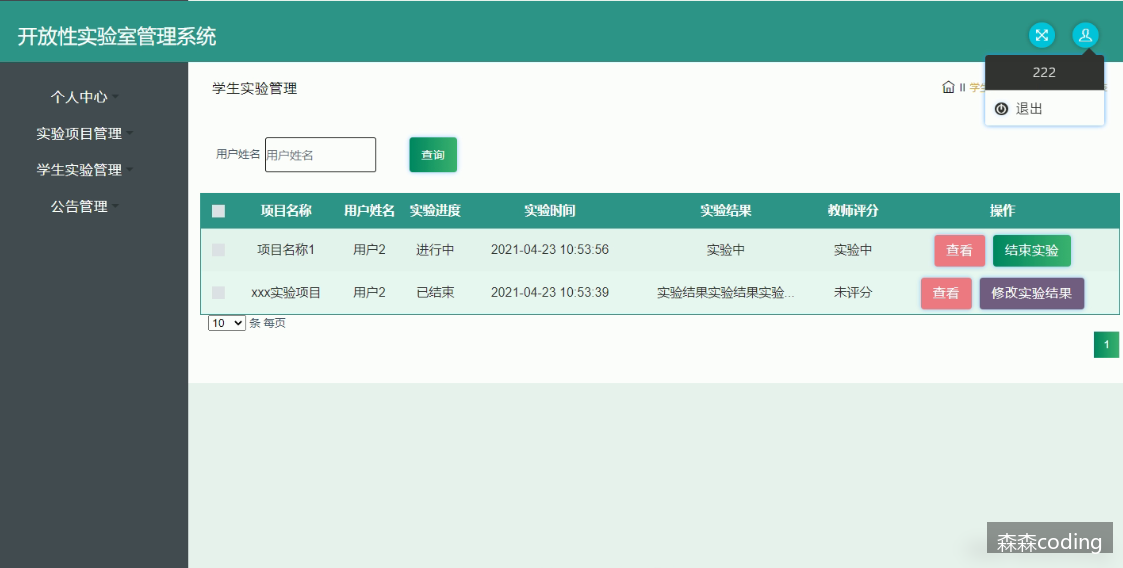 开放性实验室管理系统
222
退出
个人中心
实验项目管理
学生实验管理
公告管理
学生实验管理
用户姓名 用户姓名 查询
项目名称 用户姓名 实验进度 实验时间 实验结果 教师评分 操作
项目名称1 用户2 进行中 2021-04-23 10:53:56 实验中 实验中 查看 结束实验
xxx实验项目 用户2 已结束 2021-04-23 10:53:39 实验结果实验结果实验... 未评分 查看 修改实验结果
10 条 每页
1
森森coding